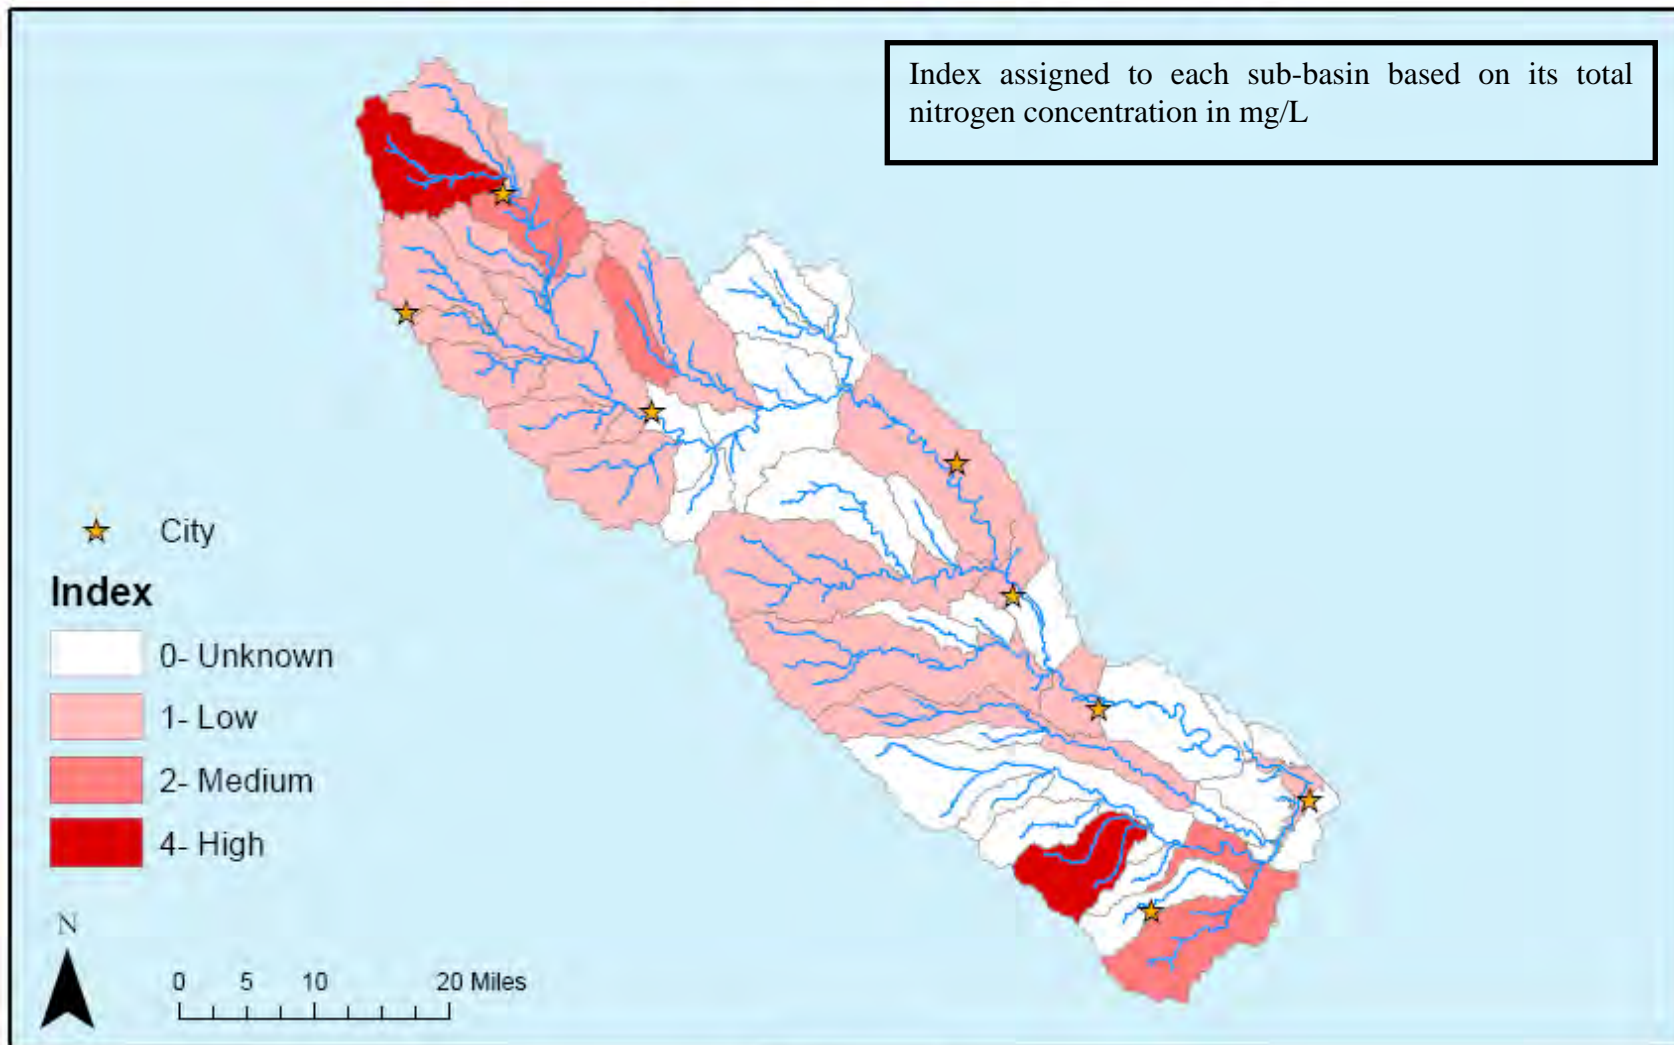 Index assigned to each sub-basin based on its total
nitrogen concentration in mg/L
City
Index
0- Unknown
1- Low
2- Medium
4- High
N
0 5 10 20 Miles